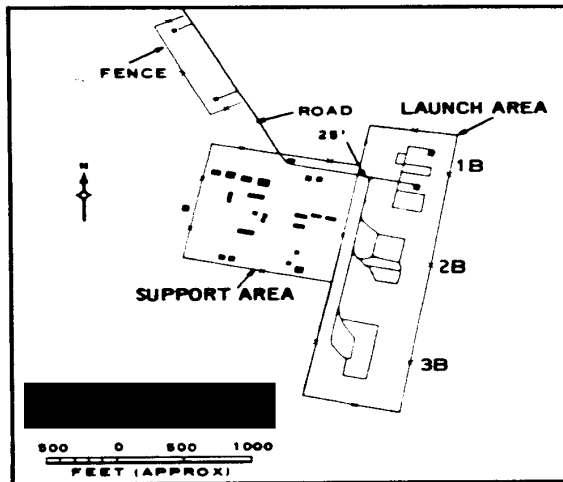 FENCE
ROAD
LAUNCH AREA
25'
1B
N
2B
SUPPORT AREA
3B
500 0 500 1000
FEET (APPROX)